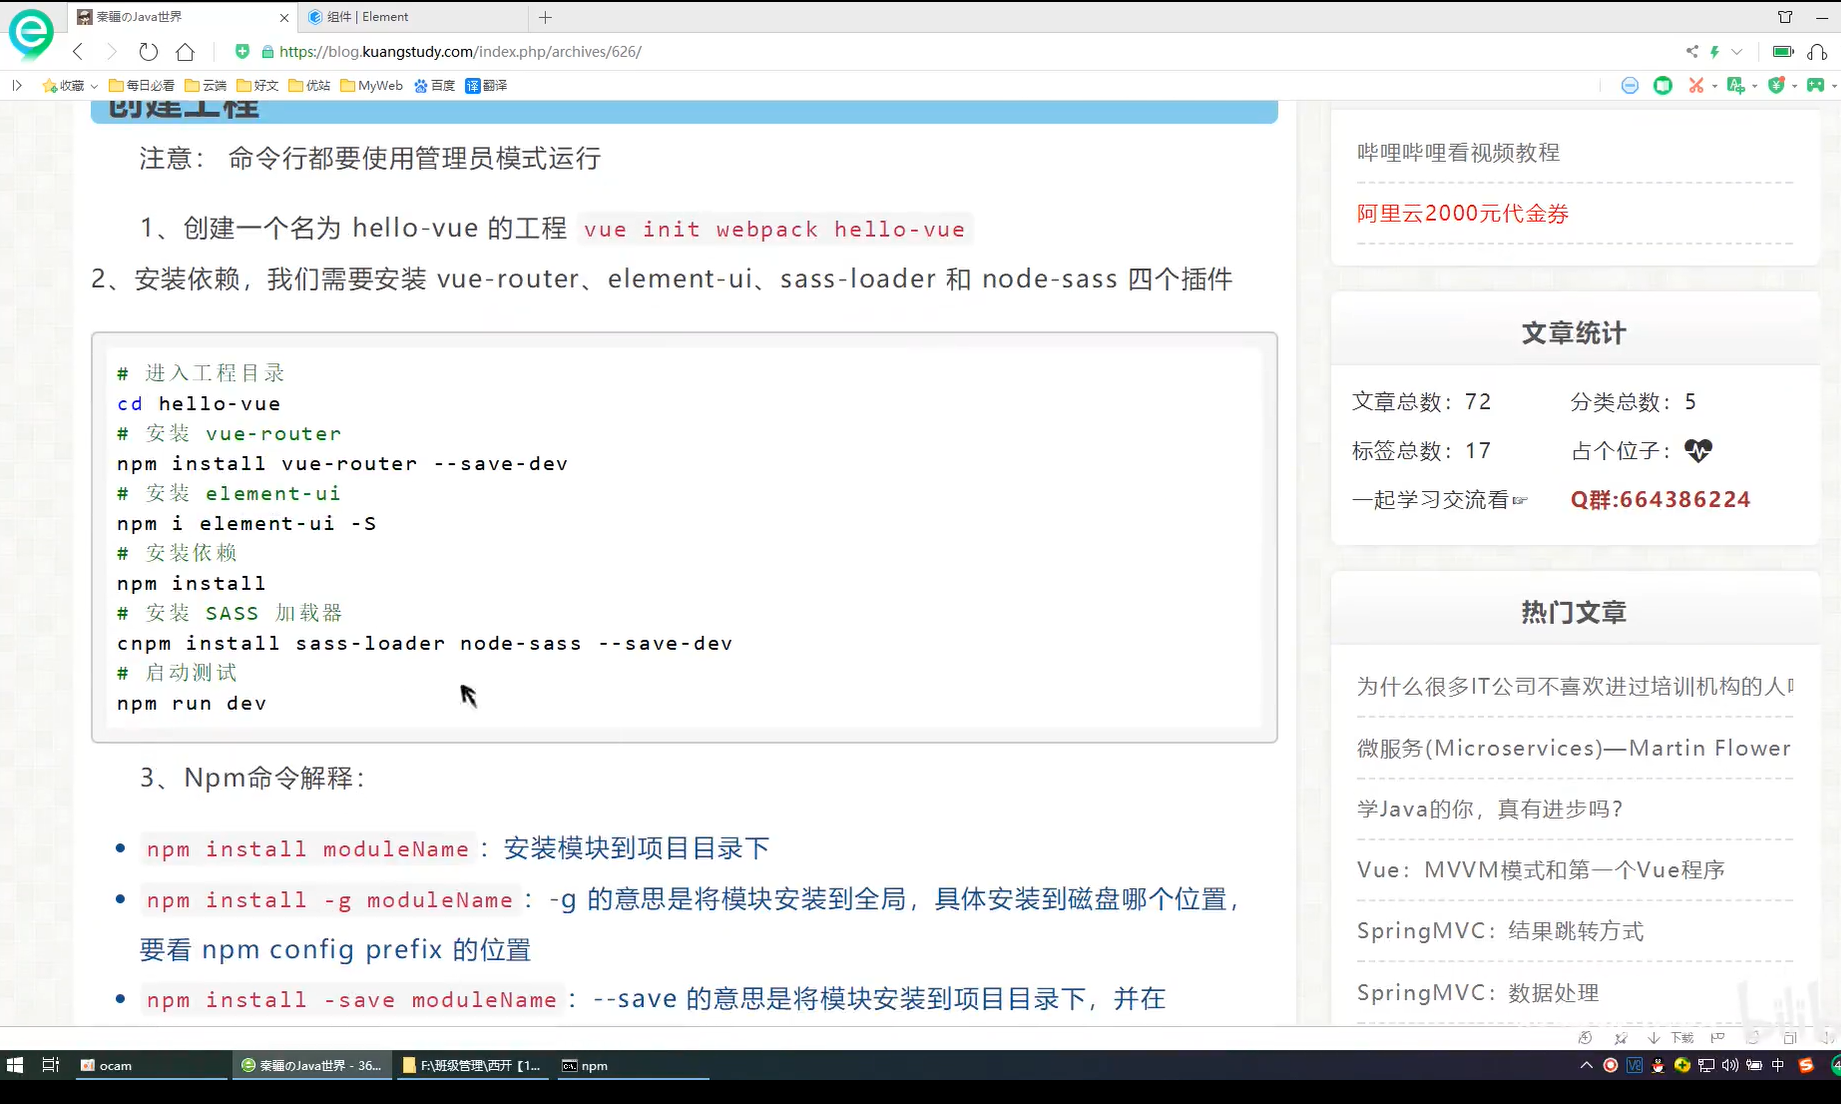 秦疆のJava世界
组件 | Element
https://blog.kuangstudy.com/index.php/archives/626/
收藏 每日必看 云端 好文 优站 MyWeb 百度 译 翻译
创建工程
注意： 命令行都要使用管理员模式运行
1、创建一个名为 hello-vue 的工程 vue init webpack hello-vue
2、安装依赖，我们需要安装 vue-router、element-ui、sass-loader 和 node-sass 四个插件
# 进入工程目录
cd hello-vue
# 安装 vue-router
npm install vue-router --save-dev
# 安装 element-ui
npm i element-ui -S
# 安装依赖
npm install
# 安装 SASS 加载器
cnpm install sass-loader node-sass --save-dev
# 启动测试
npm run dev
3、Npm命令解释：
npm install moduleName：安装模块到项目目录下
npm install -g moduleName：-g 的意思是将模块安装到全局，具体安装到磁盘哪个位置，
要看 npm config prefix 的位置
npm install -save moduleName：--save 的意思是将模块安装到项目目录下，并在
哔哩哔哩看视频教程
阿里云2000元代金券
文章统计
文章总数：72 分类总数：5
标签总数：17 占个位子：
一起学习交流看☞ Q群:664386224
热门文章
为什么很多IT公司不喜欢进过培训机构的人
微服务(Microservices)—Martin Flower
学Java的你，真有进步吗？
Vue：MVVM模式和第一个Vue程序
SpringMVC：结果跳转方式
SpringMVC：数据处理
下载
ocam
秦疆のJava世界 - 36...
F:\班级管理\西开【1...
npm
中